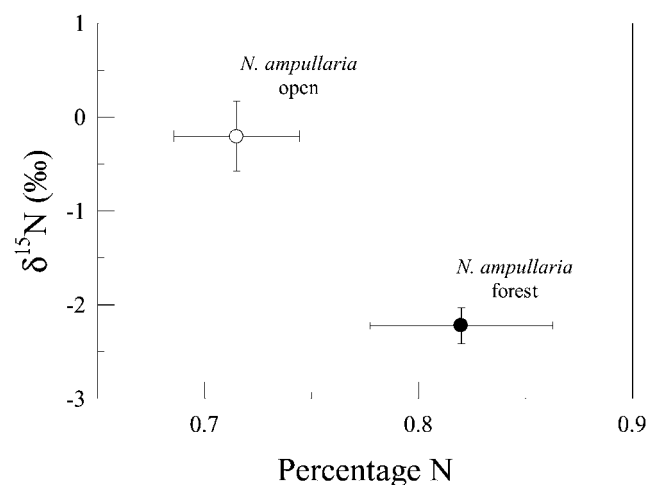 1
N. ampullaria
open
0
δ¹⁵N (‰)
-1
N. ampullaria
forest
-2
-3
0.7 0.8 0.9
Percentage N